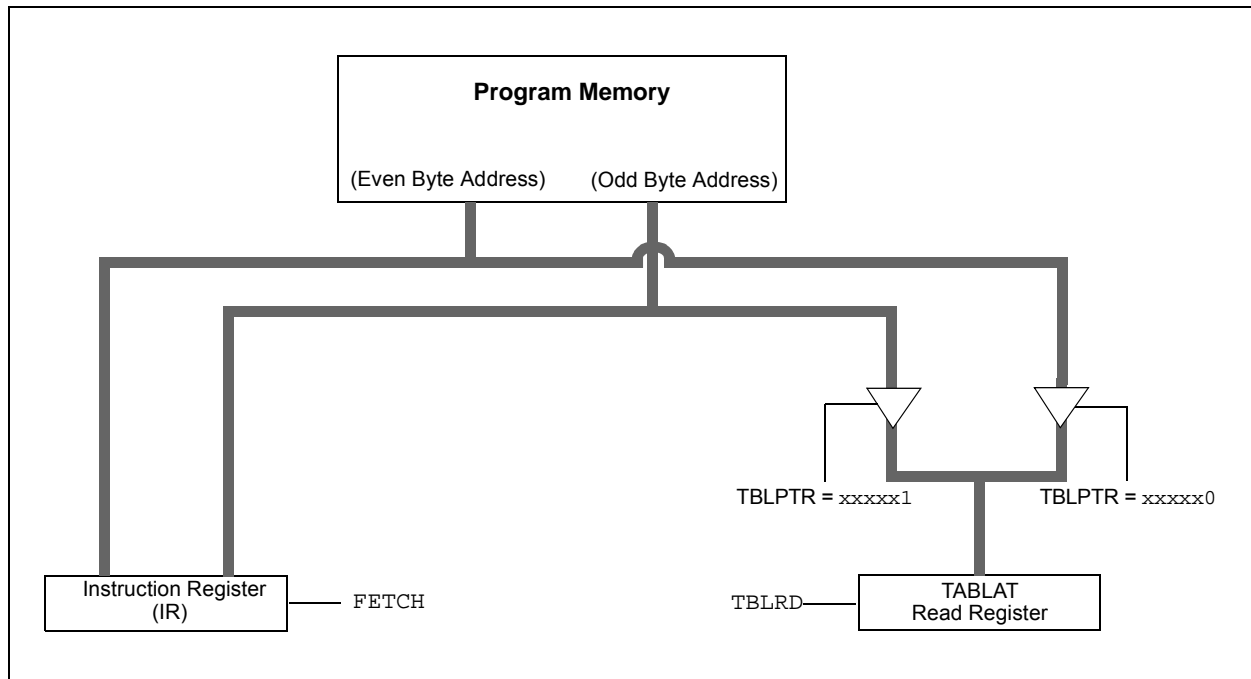 Program Memory
(Even Byte Address) (Odd Byte Address)
TBLPTR = xxxxx1
TBLPTR = xxxxx0
Instruction Register
(IR)
FETCH
TBLRD
TABLAT
Read Register